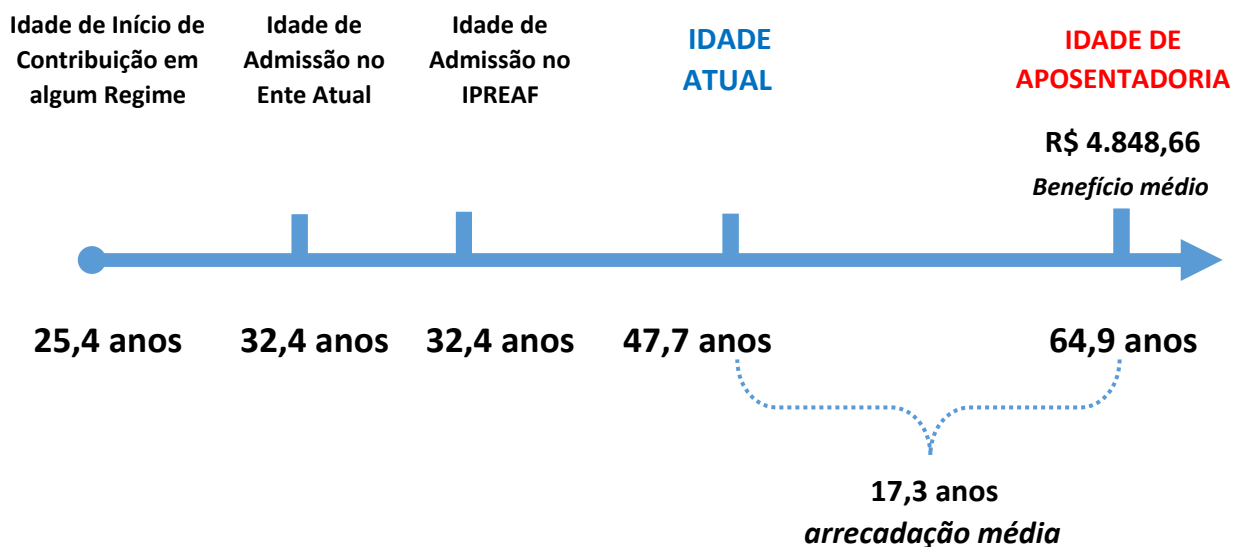 Idade de Início de
Contribuição em
algum Regime
Idade de
Admissão no
Ente Atual
Idade de
Admissão no
IPREAF
IDADE
ATUAL
IDADE DE
APOSENTADORIA
R$ 4.848,66
Benefício médio
25,4 anos
32,4 anos
32,4 anos
47,7 anos
64,9 anos
17,3 anos
arrecadação média